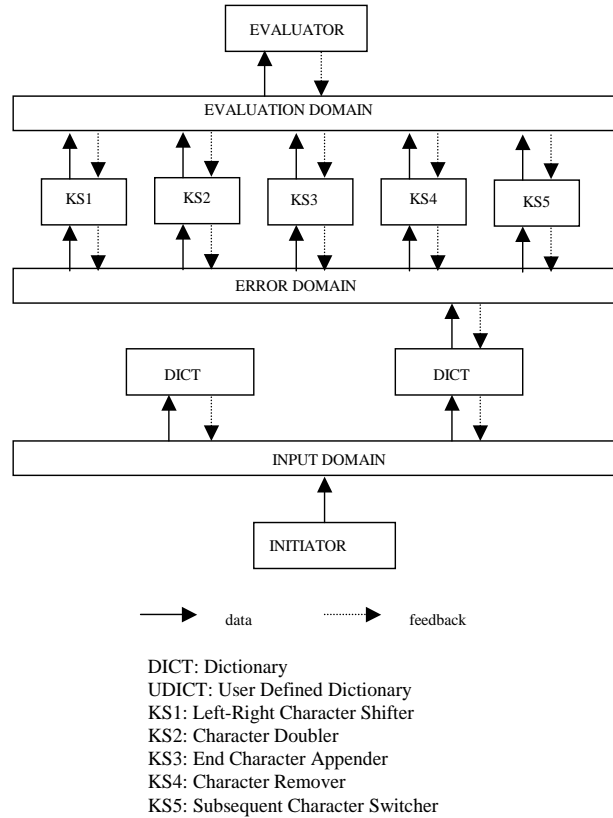 EVALUATOR
EVALUATION DOMAIN
KS1 KS2 KS3 KS4 KS5
ERROR DOMAIN
DICT DICT
INPUT DOMAIN
INITIATOR
data feedback
DICT: Dictionary
UDICT: User Defined Dictionary
KS1: Left-Right Character Shifter
KS2: Character Doubler
KS3: End Character Appender
KS4: Character Remover
KS5: Subsequent Character Switcher